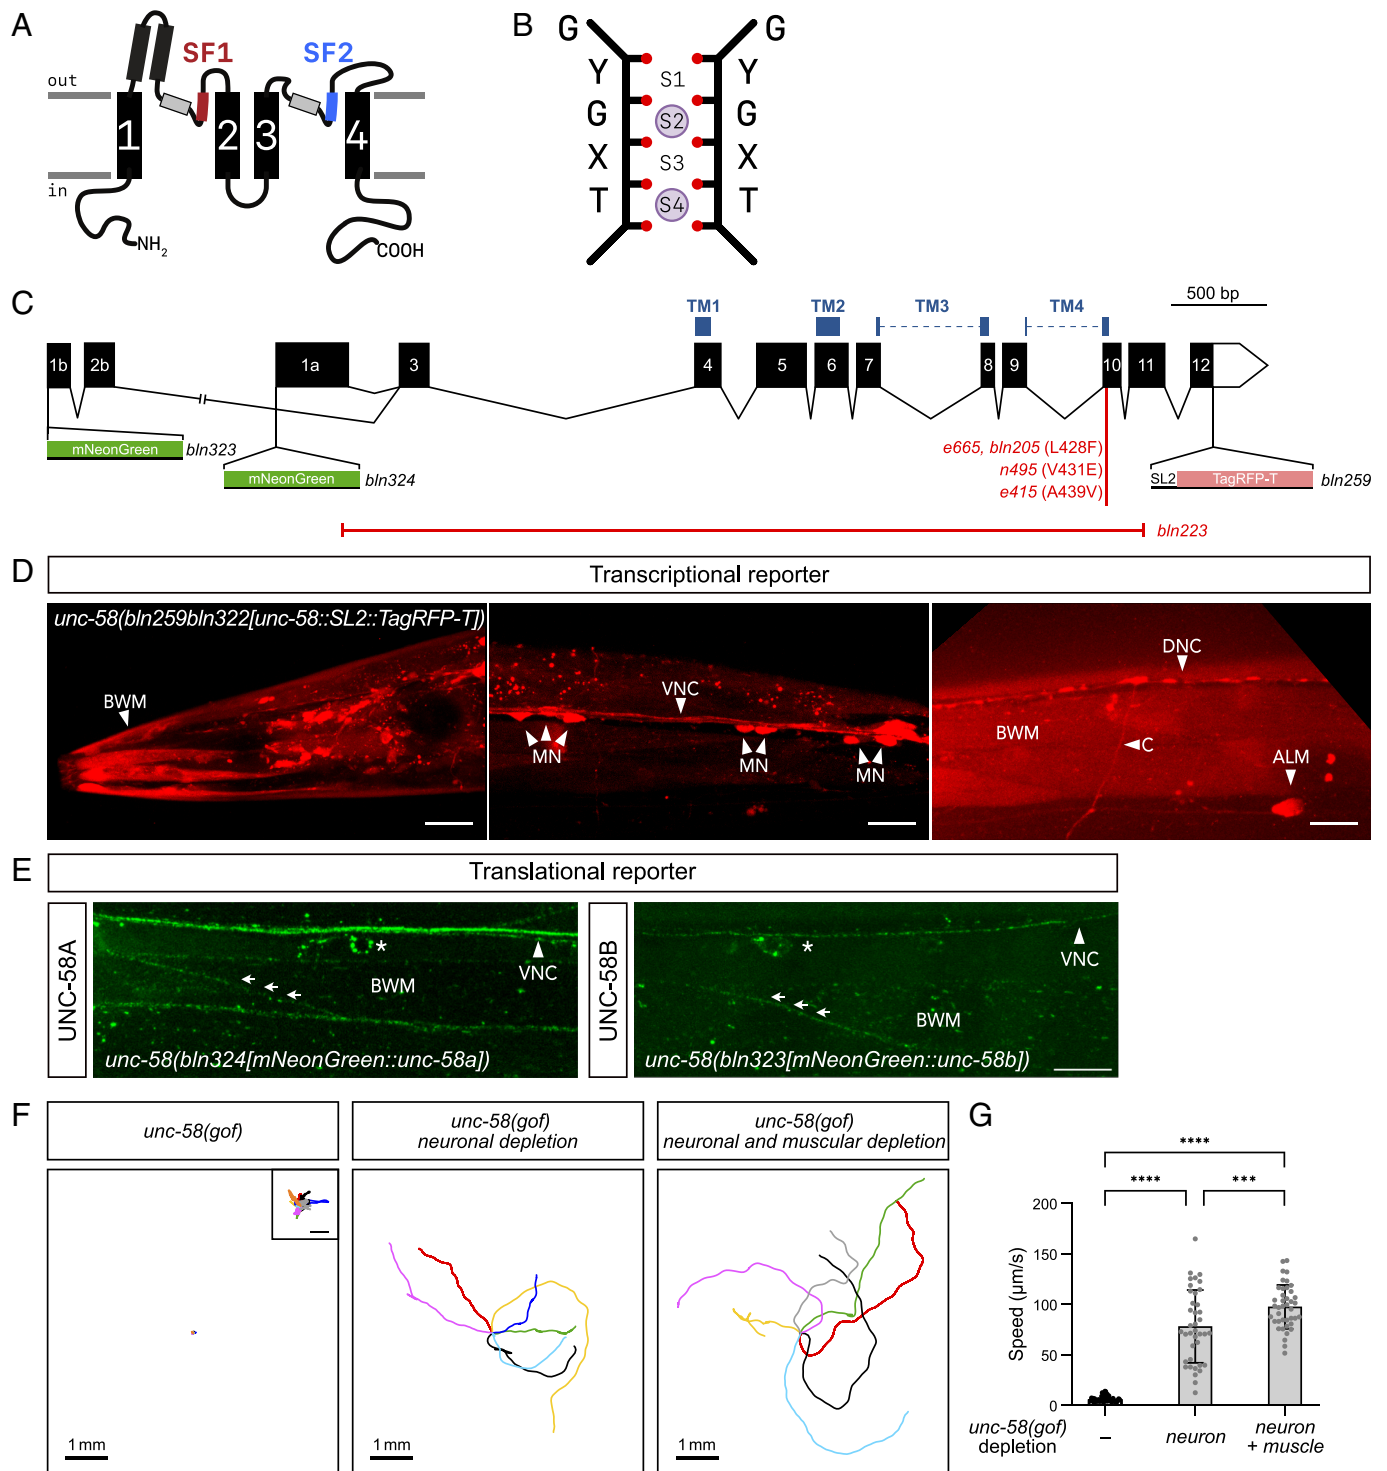 A
SF1
SF2
out
1
2
3
4
in
NH2
COOH
B
G G
Y S1 Y
G S2 G
X S3 X
T S4 T
C
TM1
TM2
TM3
TM4
500 bp
1b
2b
1a
3
4
5
6
7
8
9
10
11
12
mNeonGreen bln323
mNeonGreen bln324
e665, bln205 (L428F)
n495 (V431E)
e415 (A439V)
SL2 TagRFP-T bln259
bln223
D
Transcriptional reporter
unc-58(bln259bln322[unc-58::SL2::TagRFP-T])
BWM
VNC
MN
MN
MN
DNC
BWM
C
ALM
E
Translational reporter
UNC-58A
*
VNC
BWM
unc-58(bln324[mNeonGreen::unc-58a])
UNC-58B
*
VNC
BWM
unc-58(bln323[mNeonGreen::unc-58b])
F
unc-58(gof)
unc-58(gof)
neuronal depletion
unc-58(gof)
neuronal and muscular depletion
1 mm
1 mm
1 mm
G
****
**** ***
Speed (µm/s)
200
150
100
50
0
unc-58(gof)
depletion
–
neuron
neuron
+ muscle